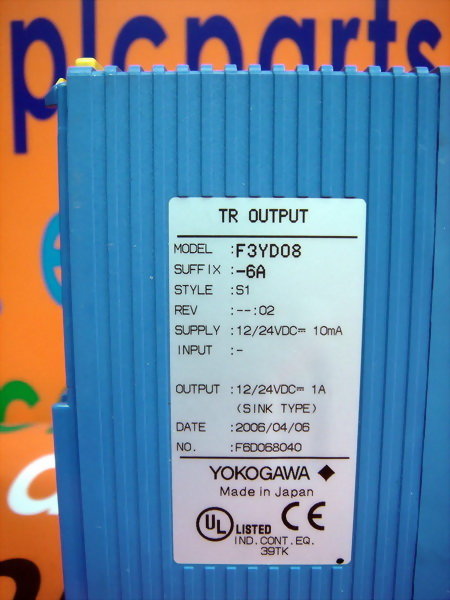 plcparts
TR OUTPUT
MODEL :F3YD08
SUFFIX :-6A
STYLE :S1
REV :--:02
SUPPLY :12/24VDC⎓ 10mA
INPUT :-
OUTPUT :12/24VDC⎓ 1A
(SINK TYPE)
DATE :2006/04/06
NO. :F6D068040
YOKOGAWA
Made in Japan
UL LISTED CE
IND.CONT.EQ.
39TK